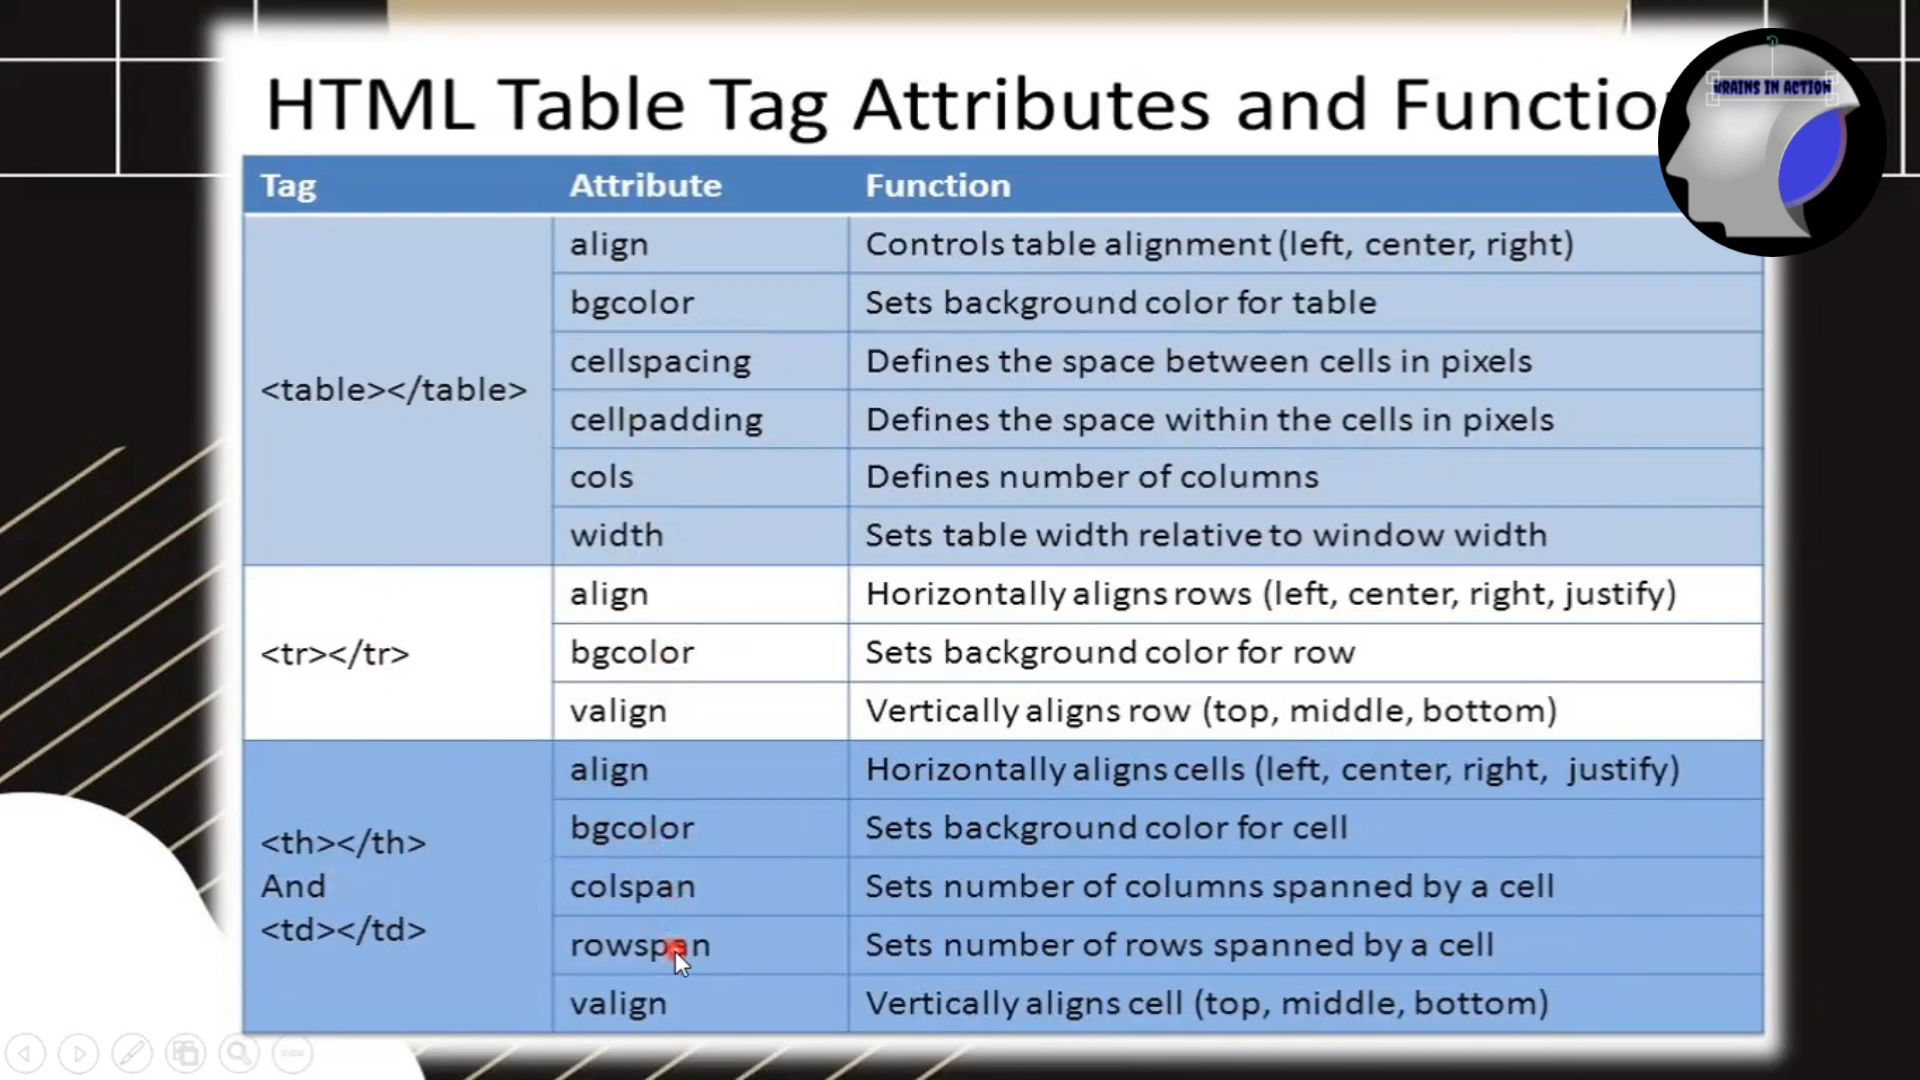 HTML Table Tag Attributes and Functio
RAINS IN ACTION
Tag Attribute Function
<table></table>
align Controls table alignment (left, center, right)
bgcolor Sets background color for table
cellspacing Defines the space between cells in pixels
cellpadding Defines the space within the cells in pixels
cols Defines number of columns
width Sets table width relative to window width
<tr></tr>
align Horizontally aligns rows (left, center, right, justify)
bgcolor Sets background color for row
valign Vertically aligns row (top, middle, bottom)
<th></th>
And
<td></td>
align Horizontally aligns cells (left, center, right, justify)
bgcolor Sets background color for cell
colspan Sets number of columns spanned by a cell
rowspan Sets number of rows spanned by a cell
valign Vertically aligns cell (top, middle, bottom)